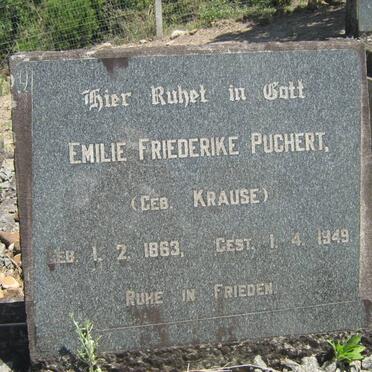 Hier Ruhet in Gott
EMILIE FRIEDERIKE PUCHERT,
(GEB. KRAUSE)
GEB. 1. 2. 1863, GEST. 1. 4. 1949
RUHE IN FRIEDEN